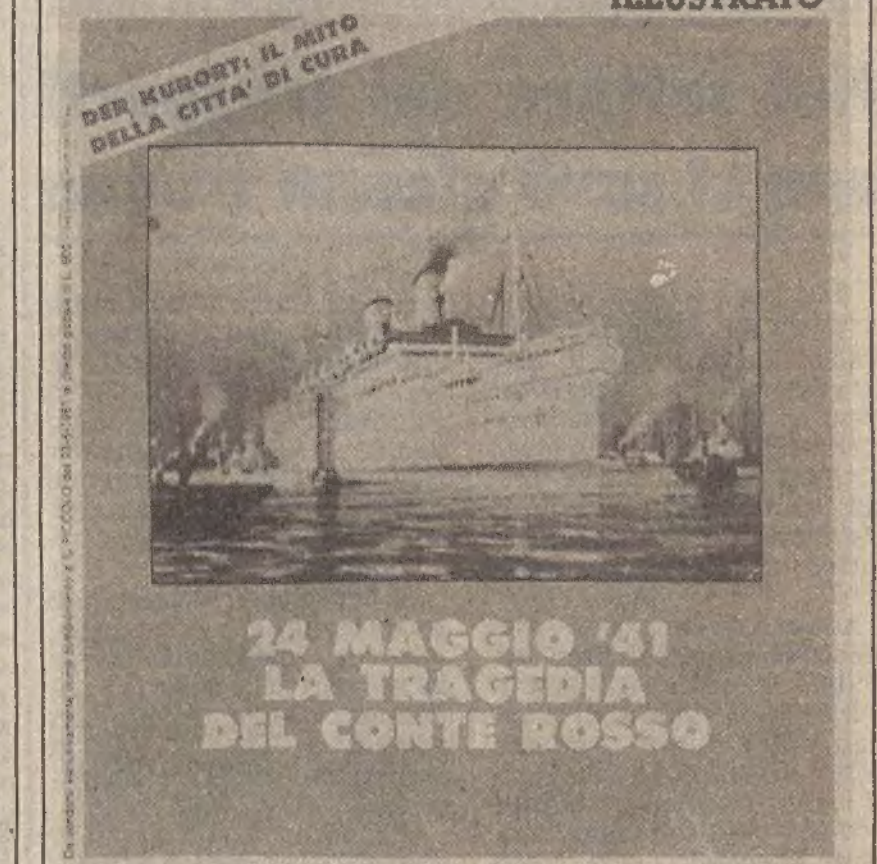 ILLUSTRATO
DER KURORT: IL MITO
DELLA CITTA' DI CURA
24 MAGGIO '41
LA TRAGEDIA
DEL CONTE ROSSO